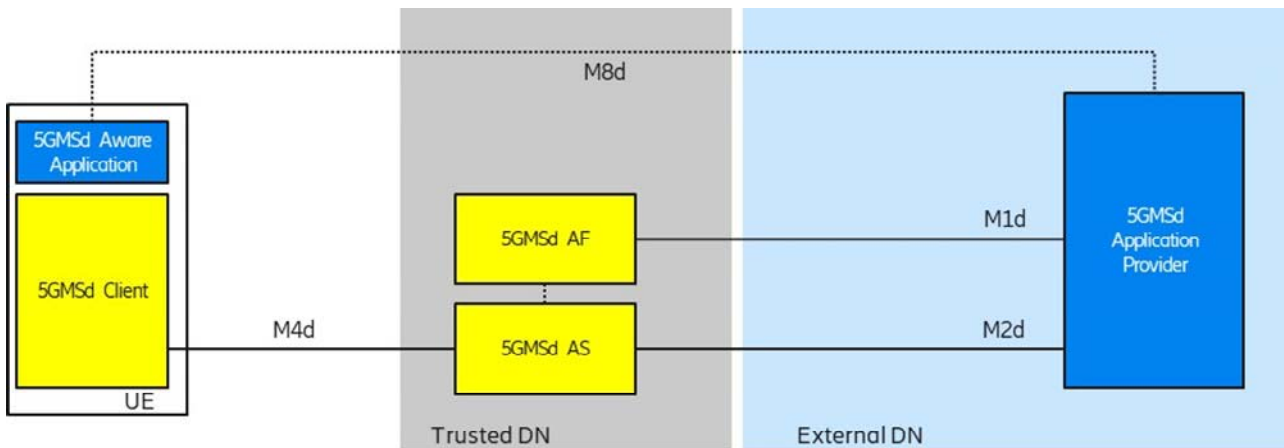 M8d
5GMSd Aware
Application
5GMSd Client
UE
M4d
5GMSd AF
5GMSd AS
Trusted DN
M1d
M2d
External DN
5GMSd
Application
Provider